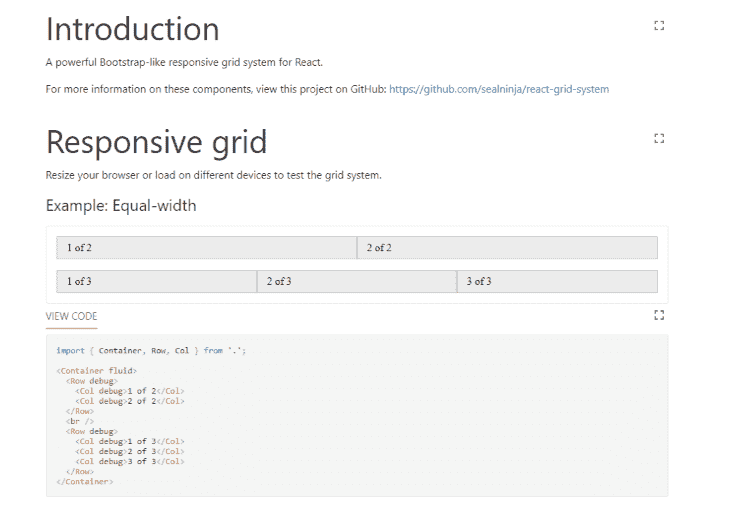 Introduction
A powerful Bootstrap-like responsive grid system for React.
For more information on these components, view this project on GitHub: https://github.com/sealninja/react-grid-system
Responsive grid
Resize your browser or load on different devices to test the grid system.
Example: Equal-width
1 of 2 2 of 2
1 of 3 2 of 3 3 of 3
VIEW CODE
import { Container, Row, Col } from '.';
<Container fluid>
<Row debug>
<Col debug>1 of 2</Col>
<Col debug>2 of 2</Col>
</Row>
<br />
<Row debug>
<Col debug>1 of 3</Col>
<Col debug>2 of 3</Col>
<Col debug>3 of 3</Col>
</Row>
</Container>